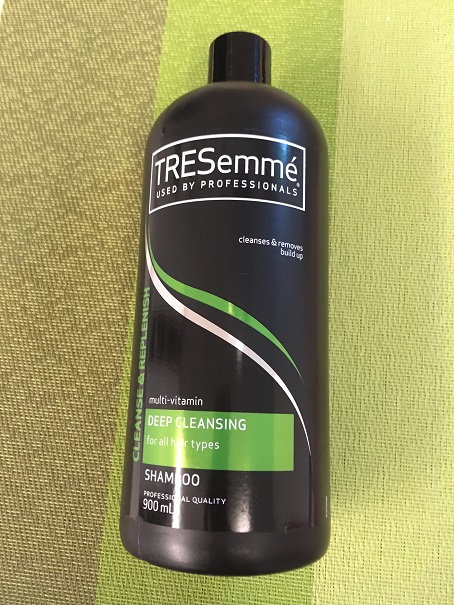 TRESemmé
USED BY PROFESSIONALS®
cleanses & removes
build up
CLEANSE & REPLENISH
multi-vitamin
DEEP CLEANSING
for all hair types
SHAMPOO
PROFESSIONAL QUALITY
900 mL